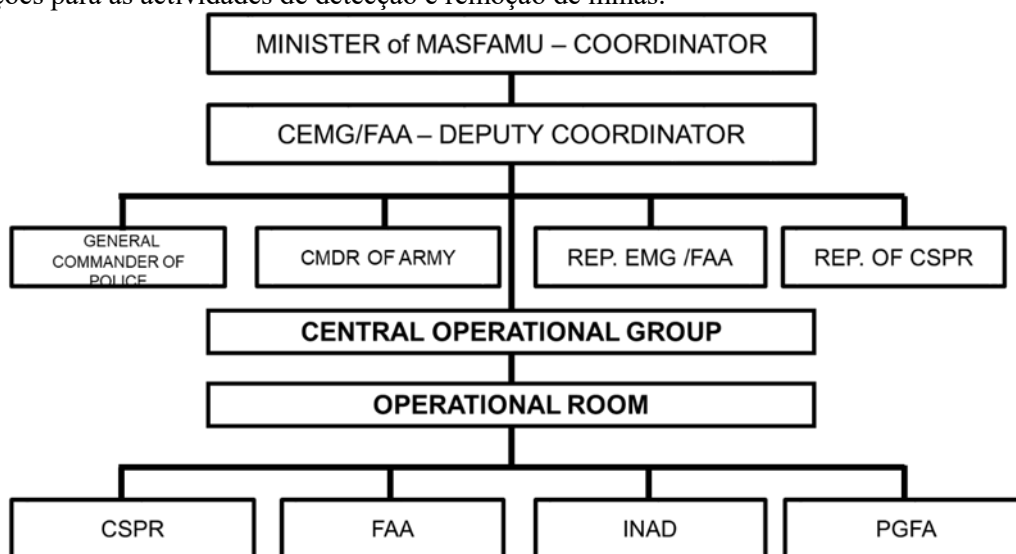 ções para as actividades de detecção e remoção de minas.
MINISTER of MASFAMU – COORDINATOR
CEMG/FAA – DEPUTY COORDINATOR
GENERAL
COMMANDER OF
POLICE
CMDR OF ARMY
REP. EMG /FAA
REP. OF CSPR
CENTRAL OPERATIONAL GROUP
OPERATIONAL ROOM
CSPR
FAA
INAD
PGFA